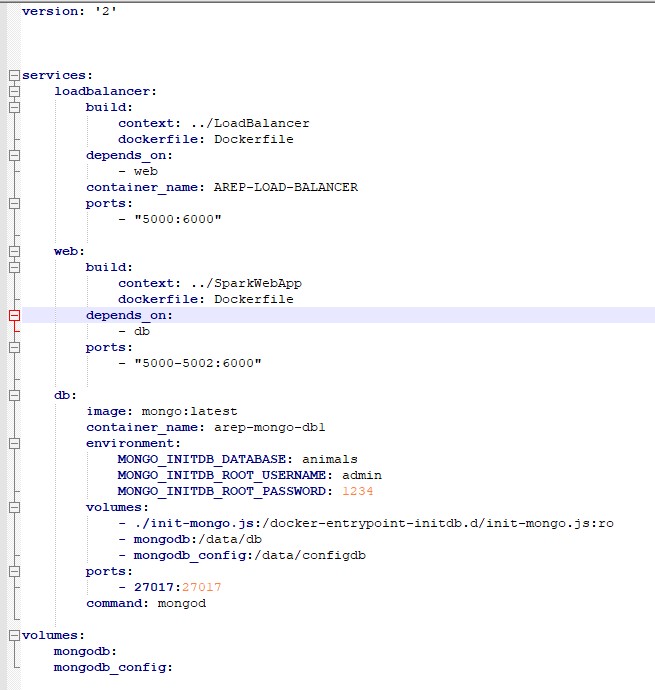 version: '2'
services:
    loadbalancer:
        build:
            context: ../LoadBalancer
            dockerfile: Dockerfile
        depends_on:
            - web
        container_name: AREP-LOAD-BALANCER
        ports:
            - "5000:6000"
    web:
        build:
            context: ../SparkWebApp
            dockerfile: Dockerfile
        depends_on:
            - db
        ports:
            - "5000-5002:6000"
    db:
        image: mongo:latest
        container_name: arep-mongo-db1
        environment:
            MONGO_INITDB_DATABASE: animals
            MONGO_INITDB_ROOT_USERNAME: admin
            MONGO_INITDB_ROOT_PASSWORD: 1234
        volumes:
            - ./init-mongo.js:/docker-entrypoint-initdb.d/init-mongo.js:ro
            - mongodb:/data/db
            - mongodb_config:/data/configdb
        ports:
            - 27017:27017
        command: mongod
volumes:
    mongodb:
    mongodb_config: